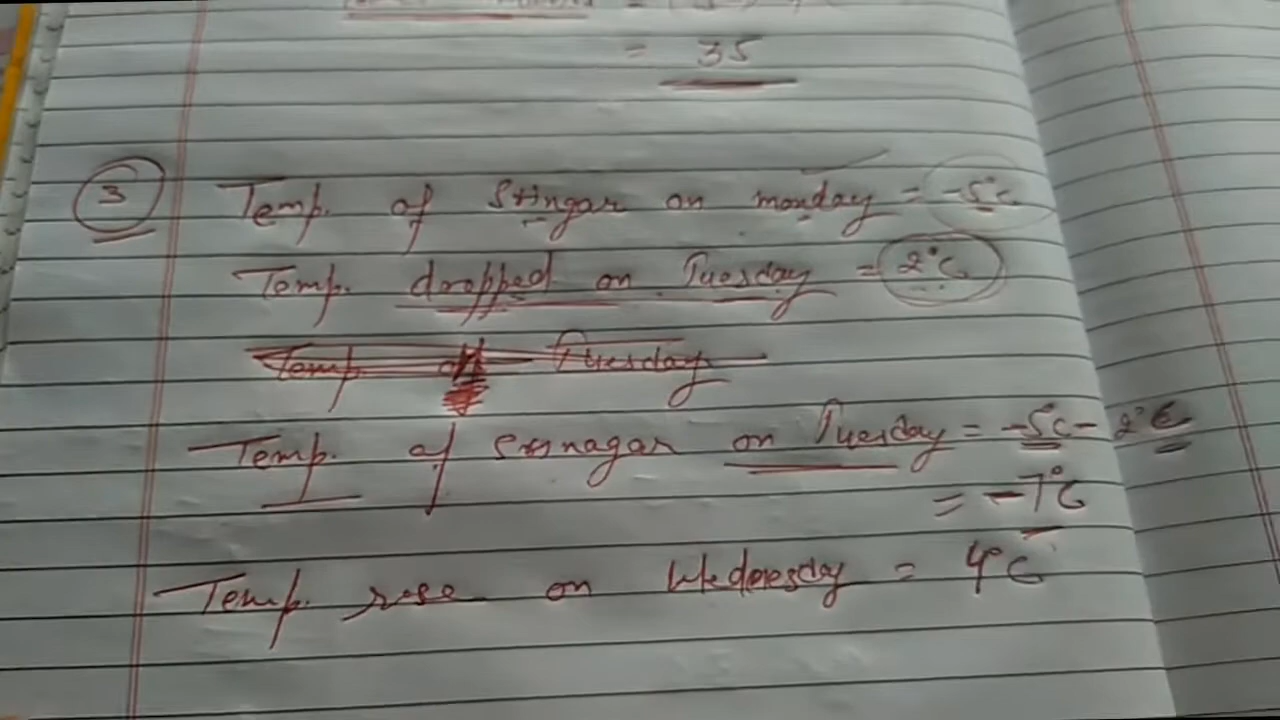 = 35
3 Temp. of Sringar on monday = -5°C
Temp. dropped on Tuesday = 2°C
Temp of Tuesday
Temp. of Srinagar on Tuesday = -5°C - 2°C
= -7°C
Temp. rose on Wednesday = 4°C